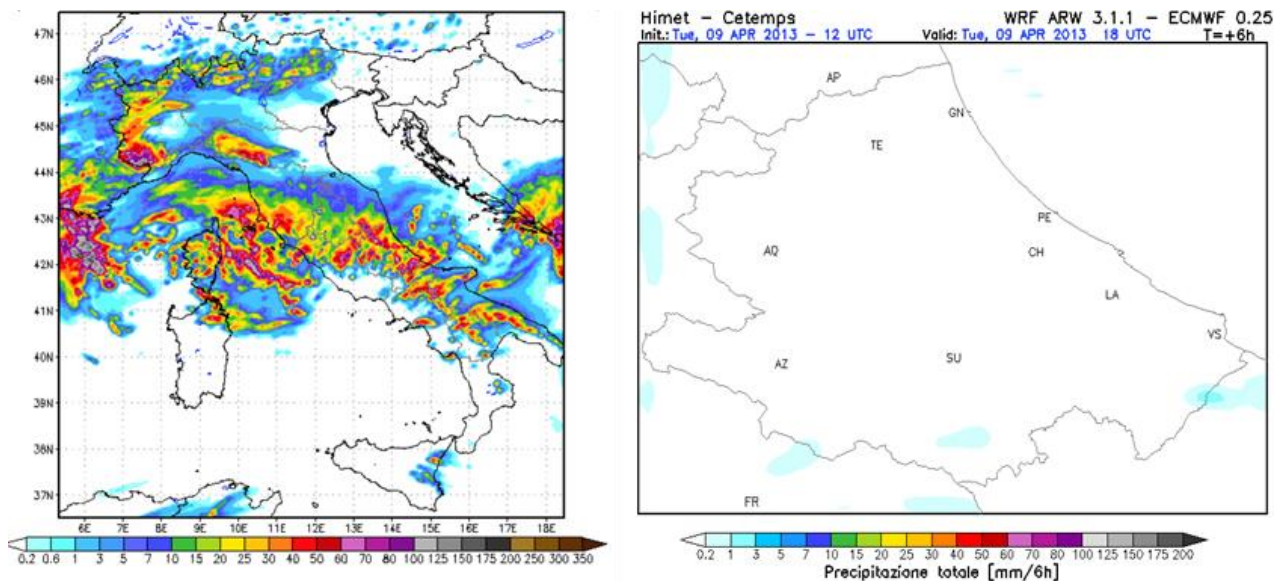 47N
46N
45N
44N
43N
42N
41N
40N
39N
38N
37N
6E 7E 8E 9E 10E 11E 12E 13E 14E 15E 16E 17E 18E
0.2 0.6 1 3 5 7 10 15 20 25 30 40 50 60 70 80 90 100 125 150 175 200 250 300 350
Himet - Cetemps WRF ARW 3.1.1 - ECMWF 0.25
Init.: Tue, 09 APR 2013 - 12 UTC Valid: Tue, 09 APR 2013 18 UTC T=+6h
AP
GN
TE
PE
AQ
CH
LA
VS
AZ
SU
FR
0.2 1 3 5 7 10 15 20 25 30 40 50 60 70 80 100 125 150 175 200
Precipitazione totale [mm/6h]